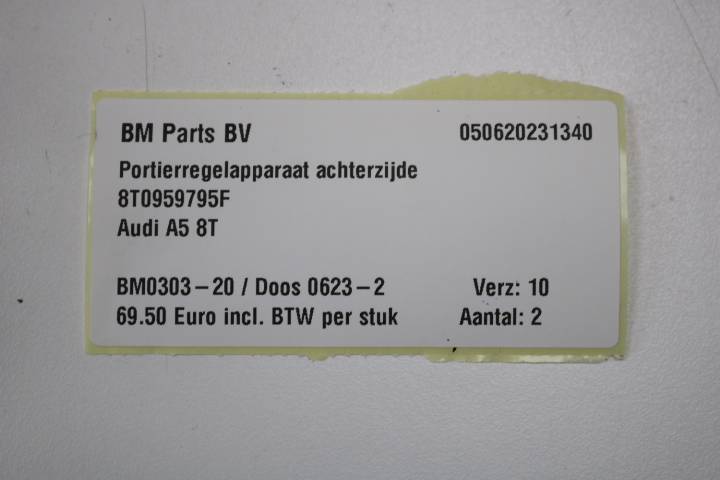 BM Parts BV 050620231340
Portierregelapparaat achterzijde
8T0959795F
Audi A5 8T
BM0303-20 / Doos 0623-2 Verz: 10
69.50 Euro incl. BTW per stuk Aantal: 2